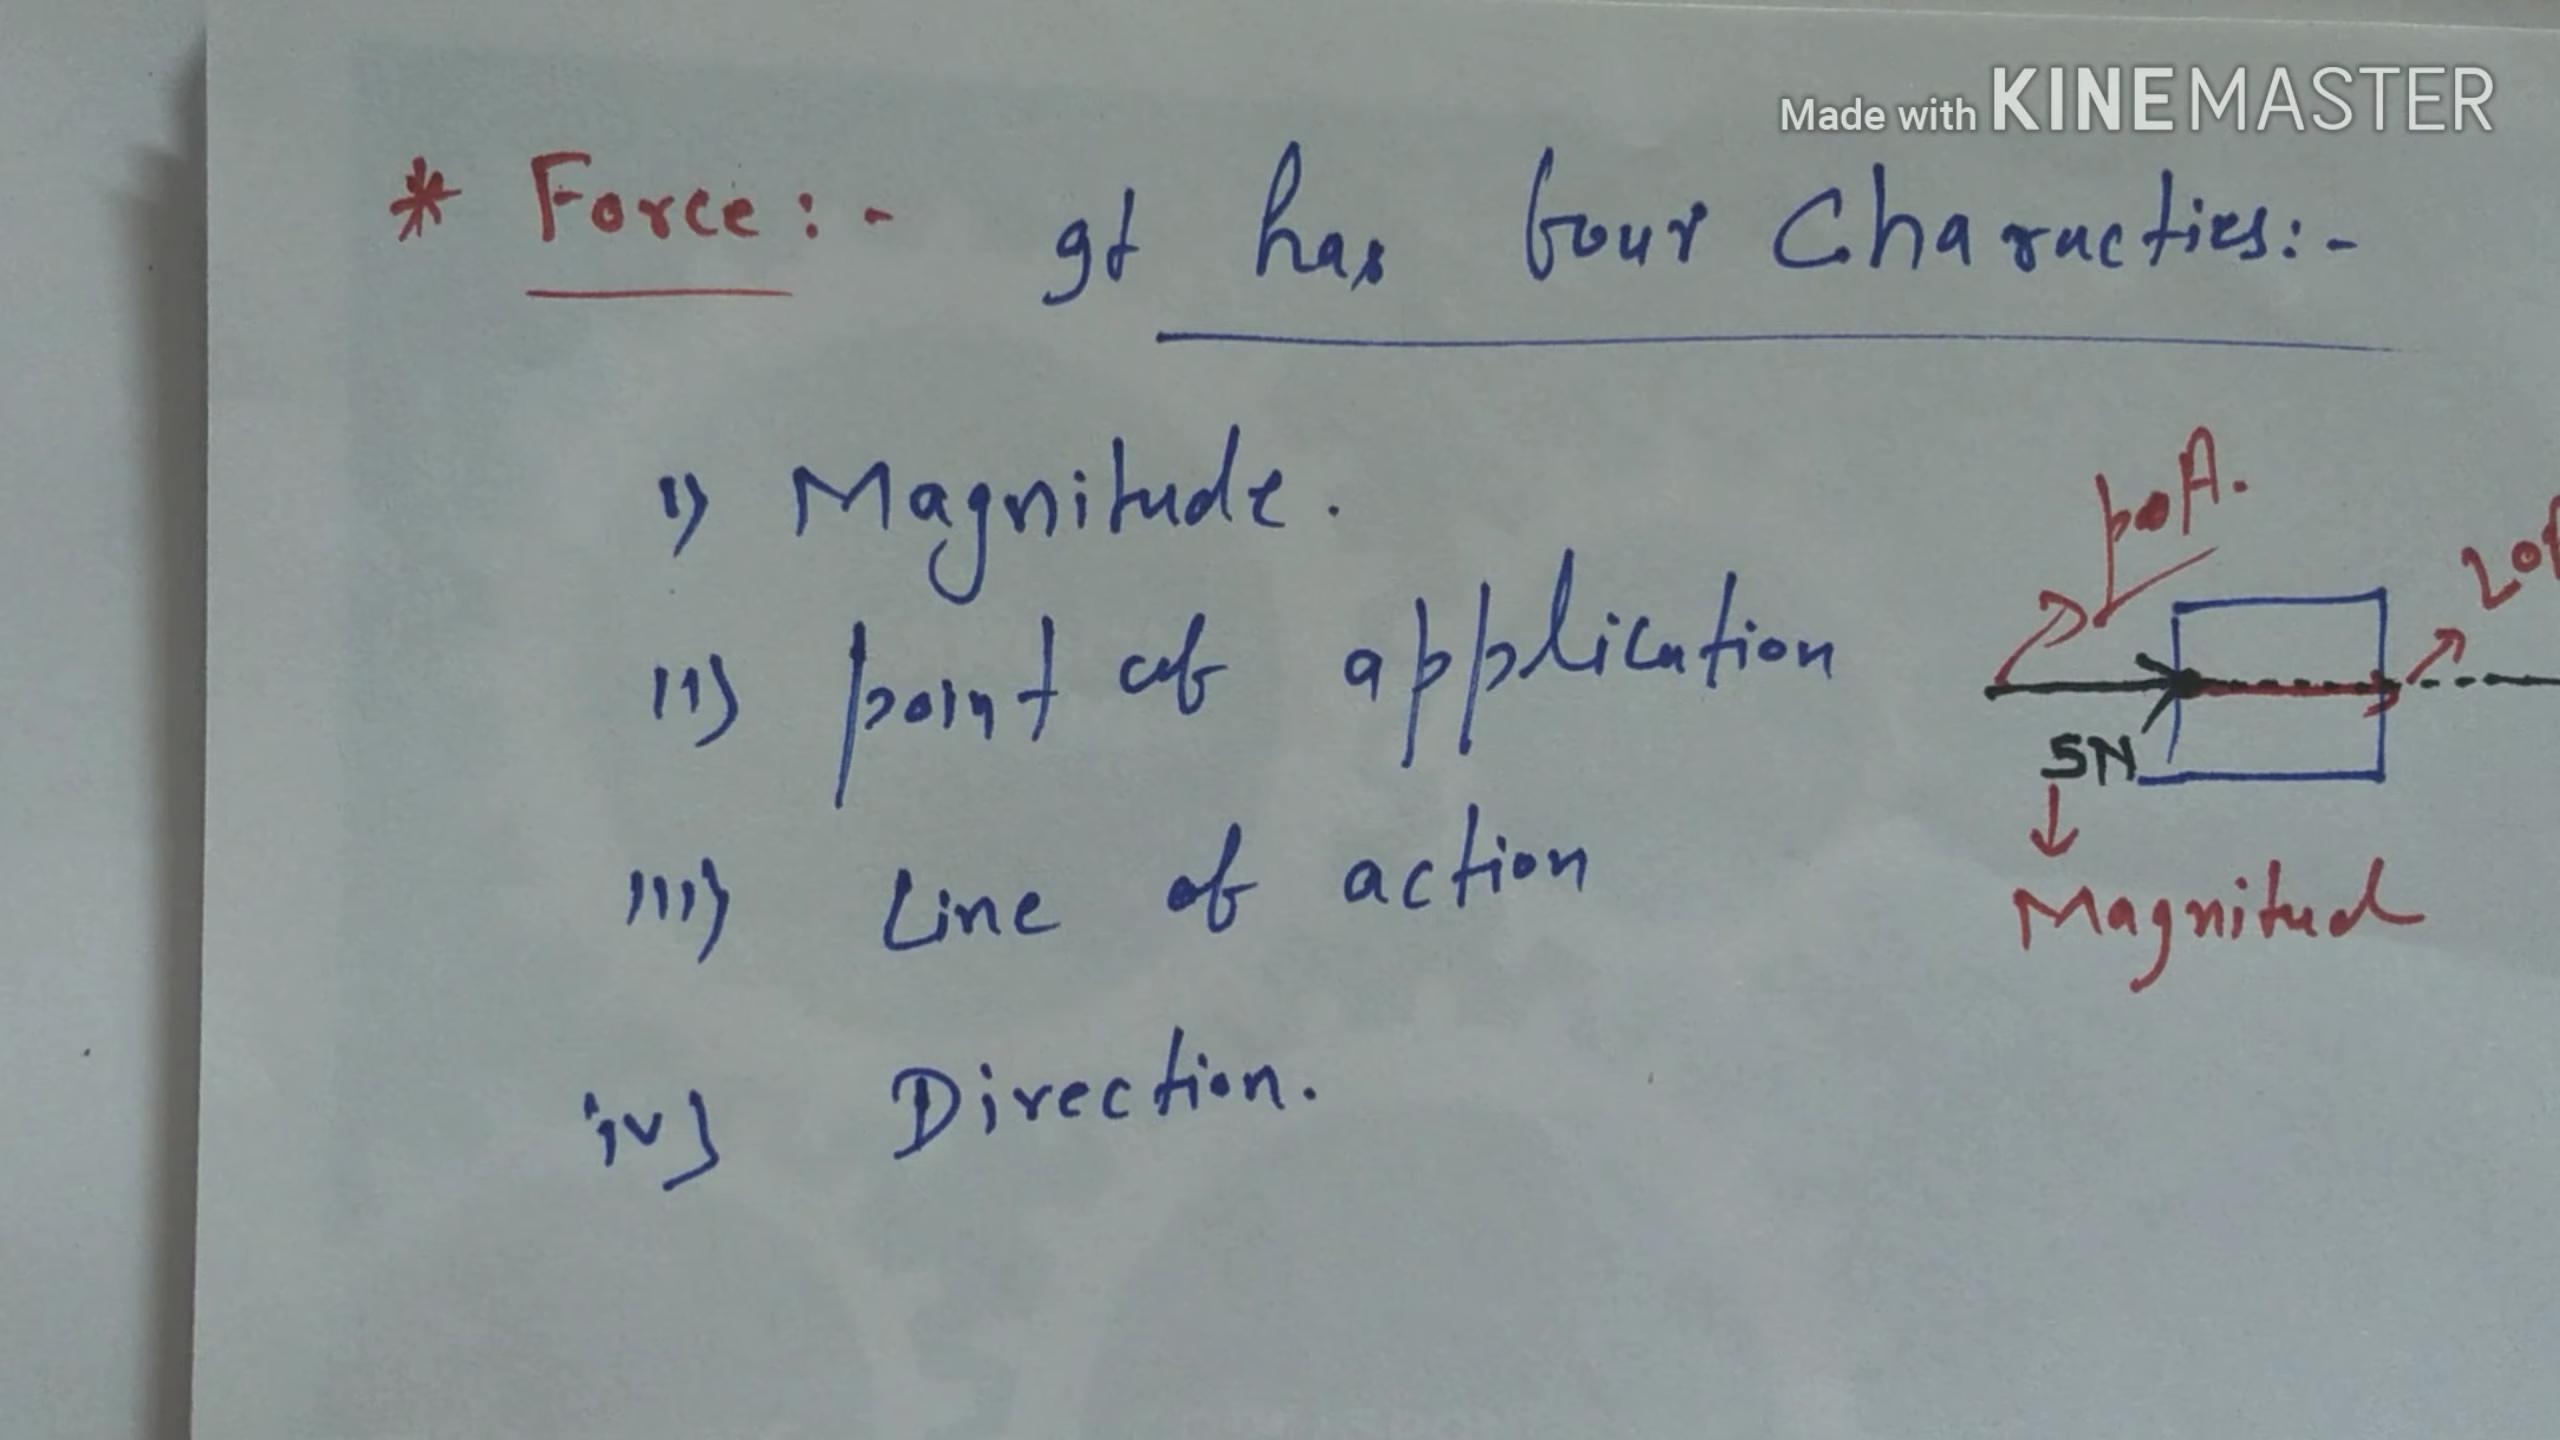 Made with KINEMASTER
* Force:- It has four Characties:-
i) Magnitude.
ii) point of application
iii) Line of action
iv) Direction.
poA.
5N
Magnitud